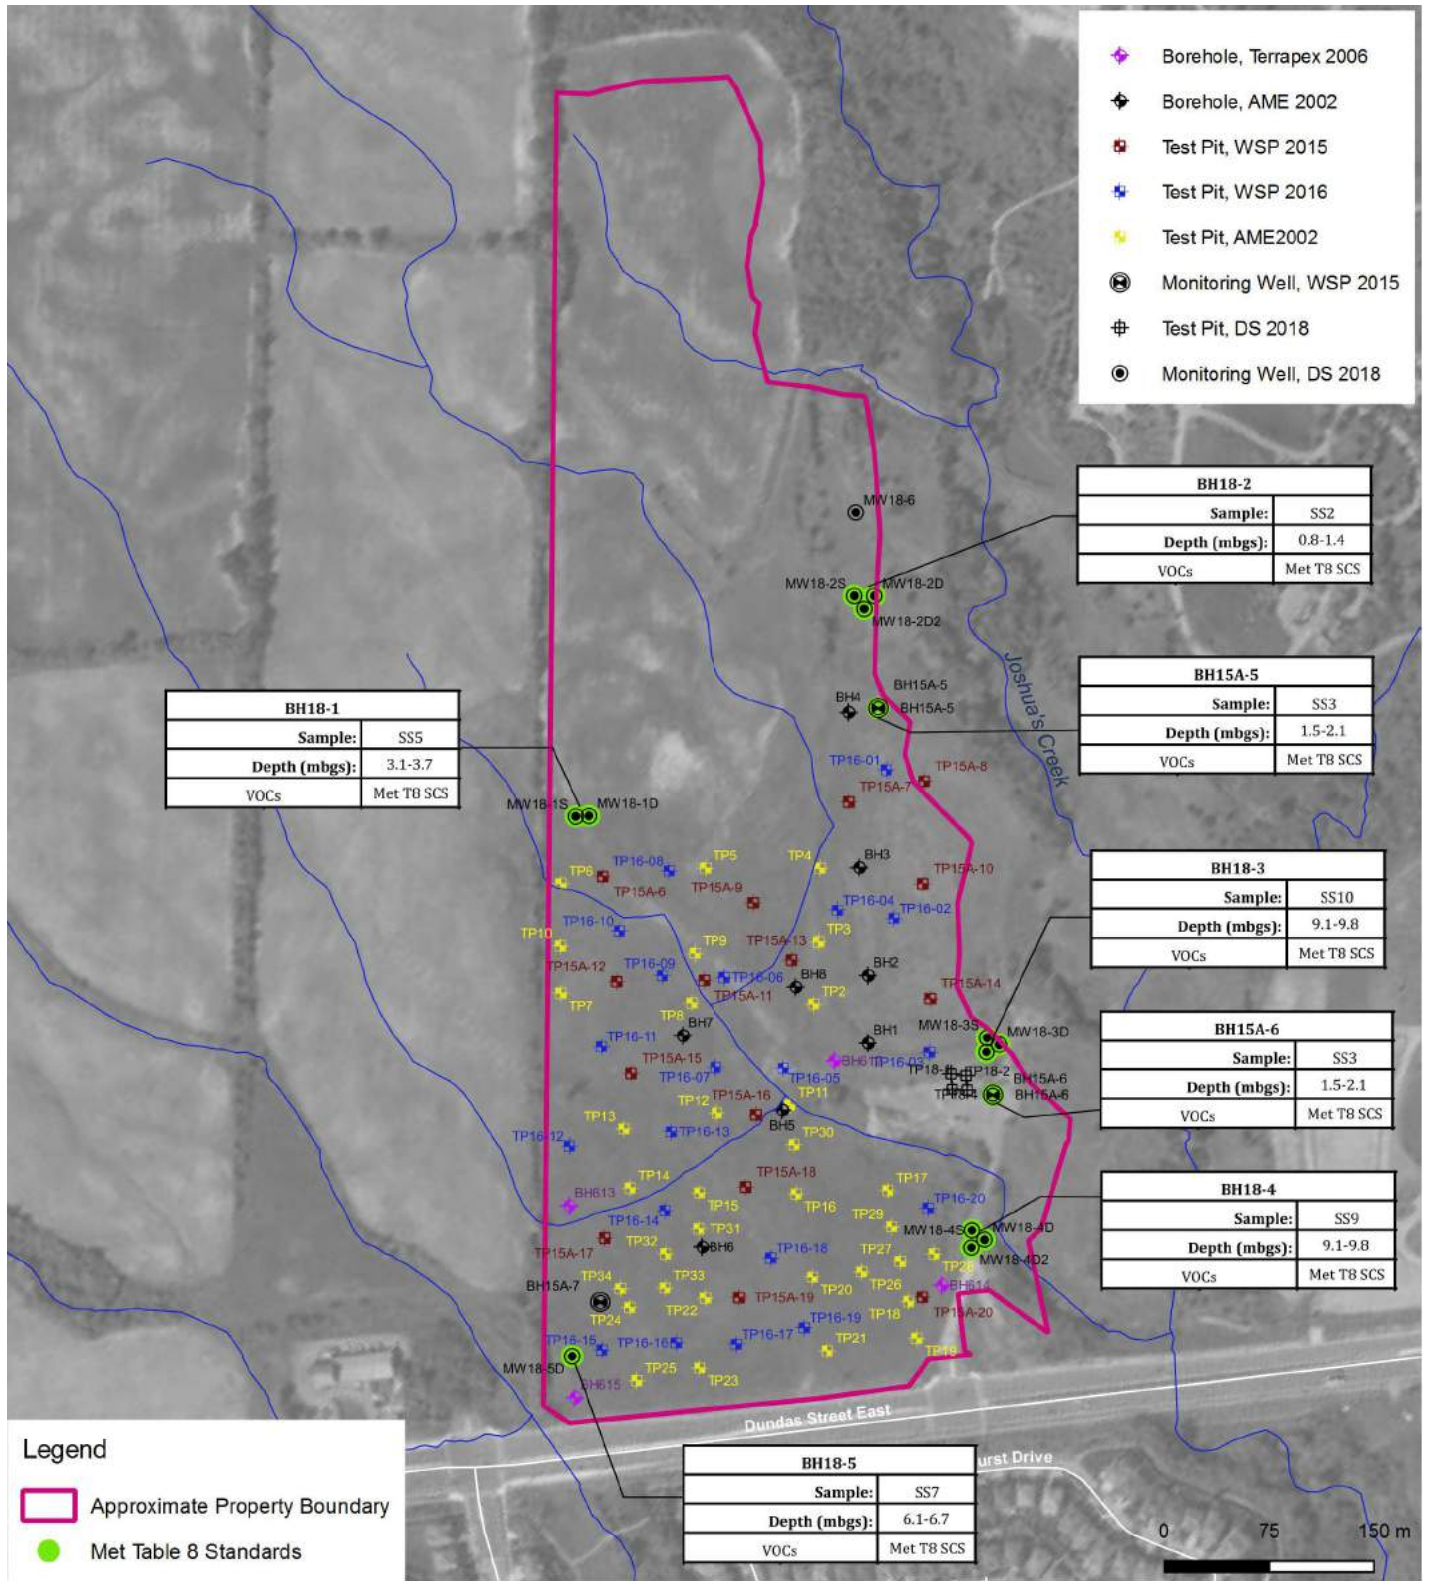 Borehole, Terrapex 2006
Borehole, AME 2002
Test Pit, WSP 2015
Test Pit, WSP 2016
Test Pit, AME2002
Monitoring Well, WSP 2015
Test Pit, DS 2018
Monitoring Well, DS 2018
BH18-2
Sample: SS2
Depth (mbgs): 0.8-1.4
VOCs Met T8 SCS
MW18-6
MW18-2S MW18-2D
MW18-2D2
Joshua's Creek
BH15A-5
Sample: SS3
Depth (mbgs): 1.5-2.1
VOCs Met T8 SCS
BH15A-5
BH4 BH15A-5
BH18-1
Sample: SS5
Depth (mbgs): 3.1-3.7
VOCs Met T8 SCS
TP16-01 TP15A-8
TP15A-7
MW18-1S MW18-1D
BH18-3
Sample: SS10
Depth (mbgs): 9.1-9.8
VOCs Met T8 SCS
TP6 TP16-08 TP5 TP4 BH3 TP15A-10
TP15A-6 TP15A-9
TP16-04 TP16-02
TP16-10
TP10 TP9 TP15A-13 TP3
TP15A-12 TP16-09 TP16-06 BH8 BH2
TP7 TP8 TP15A-11 TP2 TP15A-14
BH7 BH1 MW18-3S MW18-3D
TP16-11
TP15A-15 TP16-07 TP16-05 TP16-03
TP18-2
BH15A-6
TP18-4 BH15A-6
BH15A-6
Sample: SS3
Depth (mbgs): 1.5-2.1
VOCs Met T8 SCS
TP12 TP15A-16 TP11
TP13 BH5
TP16-12 TP16-13 TP30
BH18-4
Sample: SS9
Depth (mbgs): 9.1-9.8
VOCs Met T8 SCS
TP14 TP15A-18 TP17
BH613 TP15 TP16 TP16-20
TP16-14 TP31 TP29 MW18-4S MW18-4D
TP15A-17 TP32 BH6 TP16-18 TP27 TP28 MW18-4D2
BH15A-7 TP34 TP33 TP20 TP26 BH614
TP24 TP22 TP15A-19 TP18 TP15A-20
TP16-15 TP16-16 TP16-17 TP16-19 TP21 TP19
MW18-5D TP25 TP23
BH615
Dundas Street East
urst Drive
BH18-5
Sample: SS7
Depth (mbgs): 6.1-6.7
VOCs Met T8 SCS
Legend
Approximate Property Boundary
Met Table 8 Standards
0 75 150 m